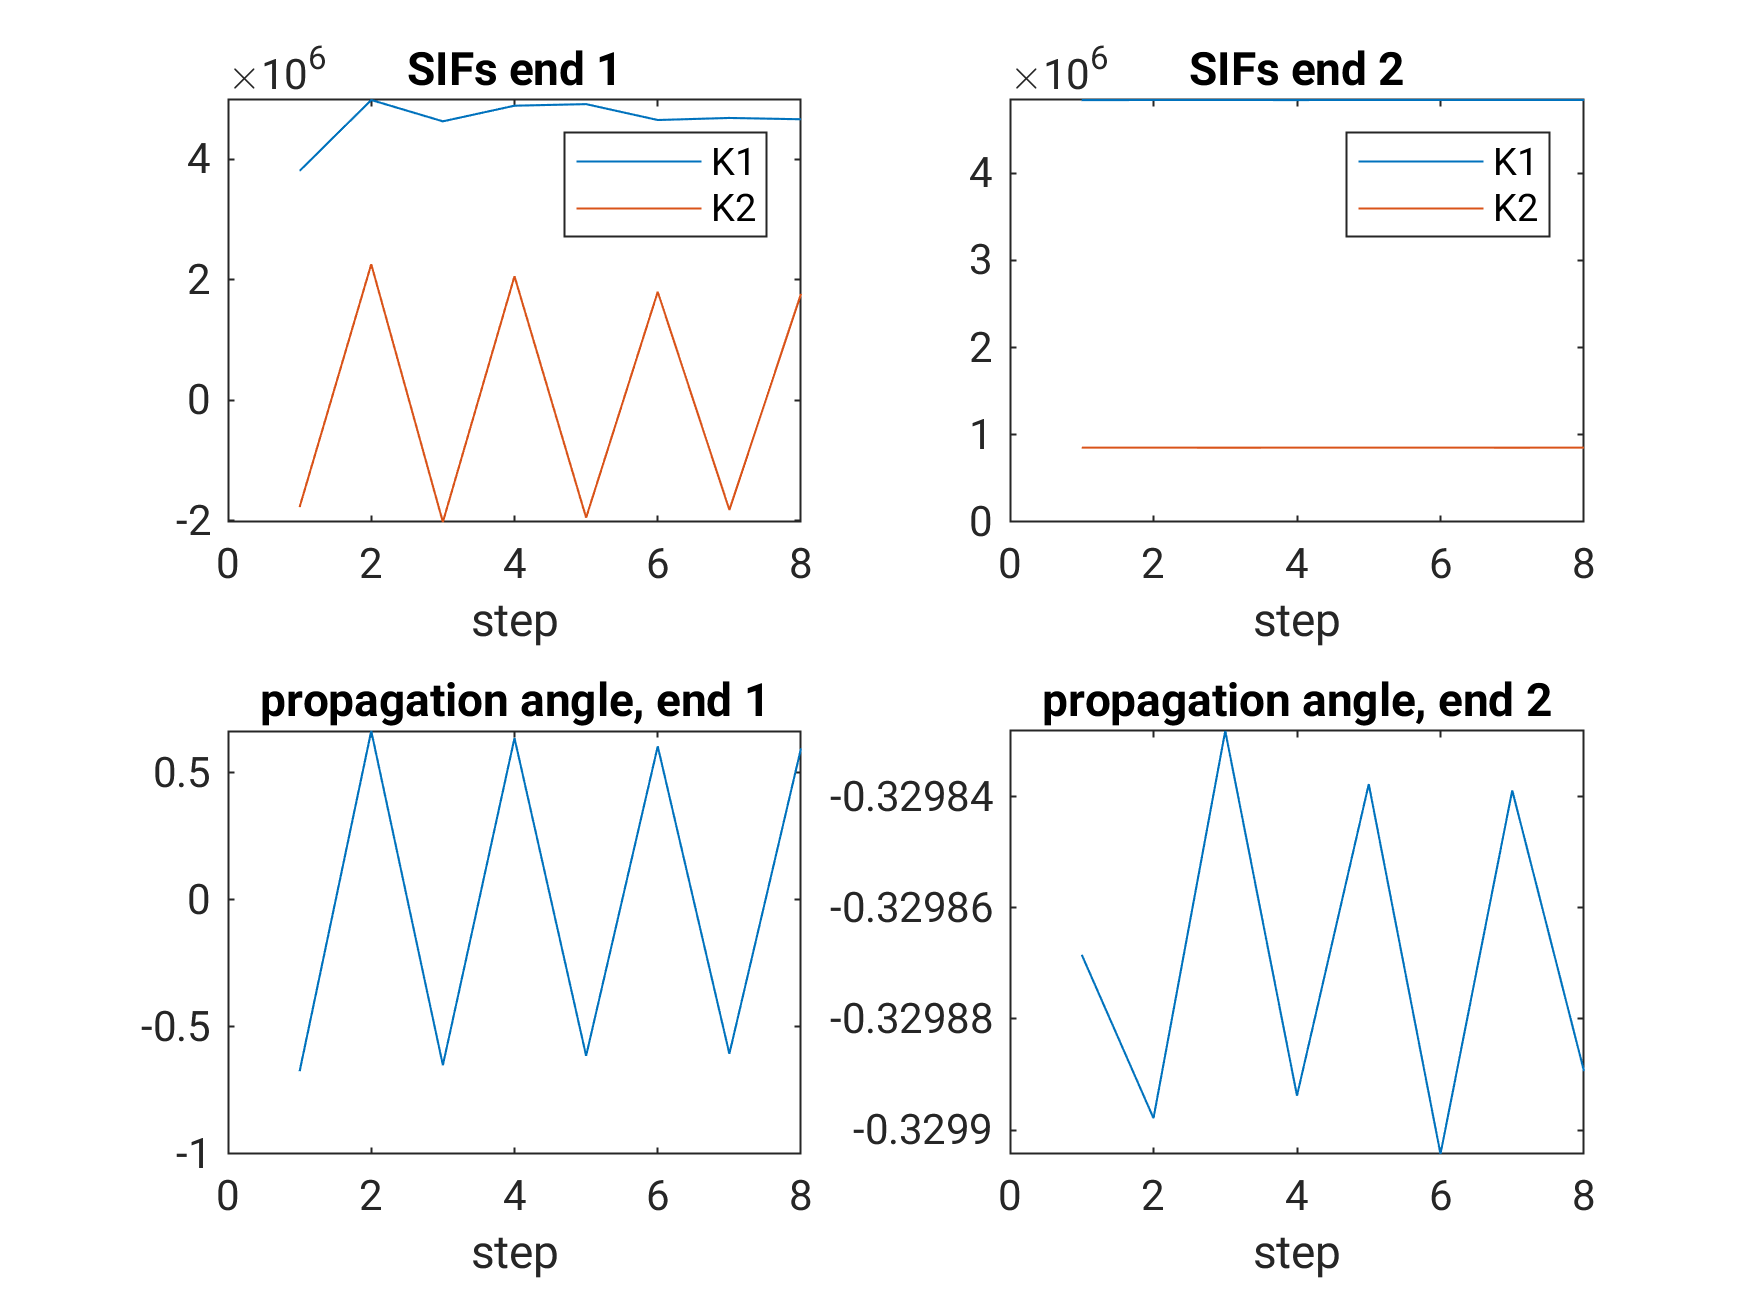 ×10^6
SIFs end 1
4
2
0
-2
K1
K2
0 2 4 6 8
step
×10^6
SIFs end 2
4
3
2
1
0
K1
K2
0 2 4 6 8
step
propagation angle, end 1
0.5
0
-0.5
-1
0 2 4 6 8
step
propagation angle, end 2
-0.32984
-0.32986
-0.32988
-0.3299
0 2 4 6 8
step